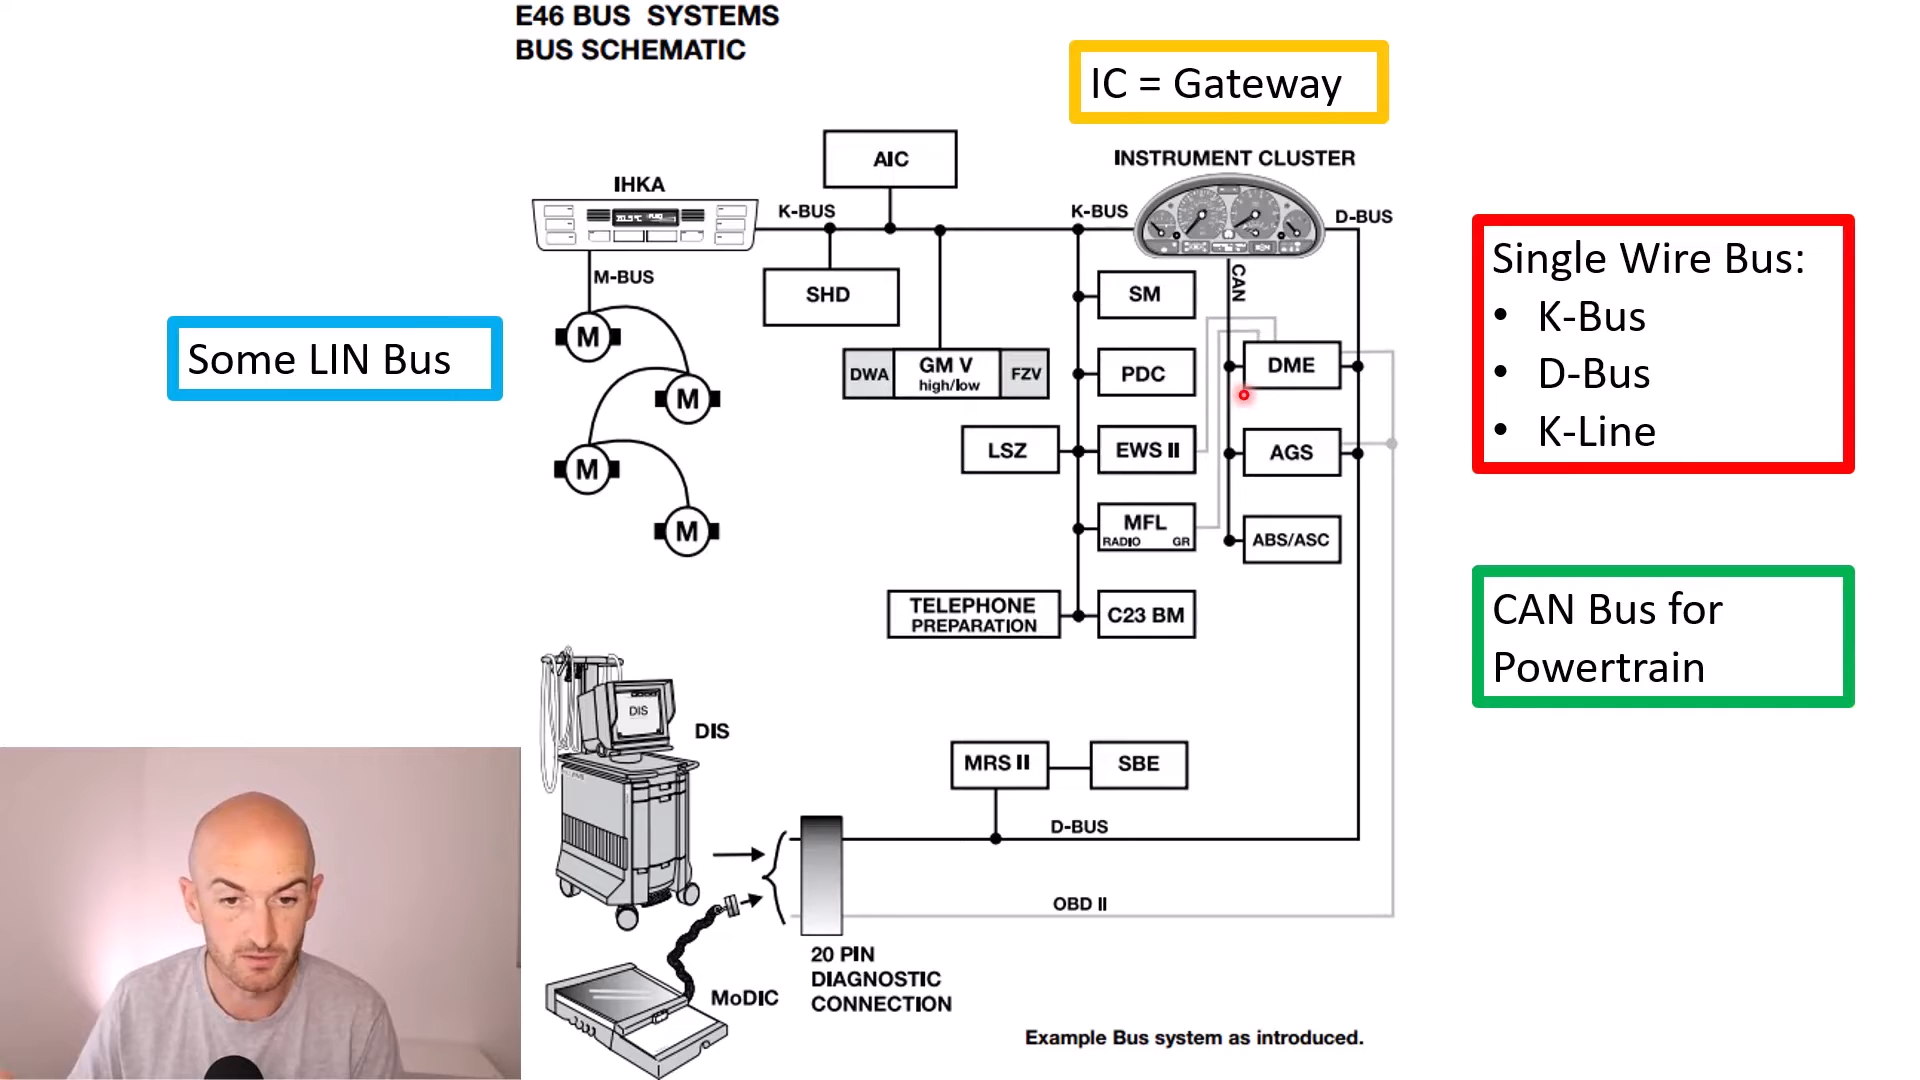 E46 BUS SYSTEMS
BUS SCHEMATIC
IC = Gateway
AIC
INSTRUMENT CLUSTER
IHKA
K-BUS
K-BUS
D-BUS
M-BUS
CAN
SHD
SM
Single Wire Bus:
• K-Bus
• D-Bus
• K-Line
Some LIN Bus
M
M
M
M
DWA
GM V
high/low
FZV
PDC
DME
LSZ
EWS II
AGS
MFL
RADIO GR
ABS/ASC
TELEPHONE
PREPARATION
C23 BM
CAN Bus for
Powertrain
DIS
DIS
MRS II
SBE
D-BUS
OBD II
20 PIN
DIAGNOSTIC
CONNECTION
MoDIC
Example Bus system as introduced.